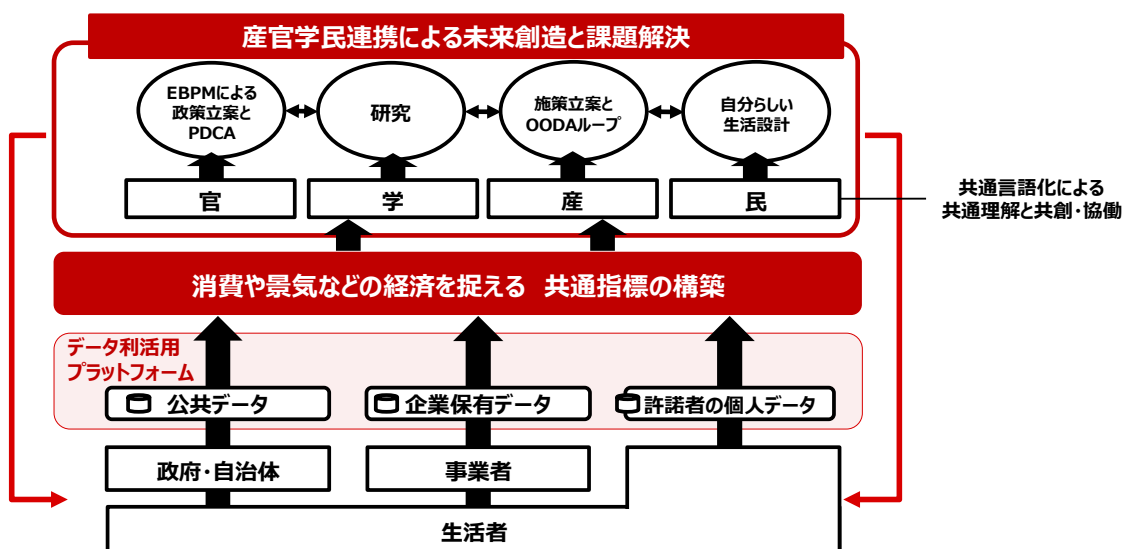 産官学民連携による未来創造と課題解決
EBPMによる
政策立案と
PDCA
研究
施策立案と
OODAループ
自分らしい
生活設計
官
学
産
民
共通言語化による
共通理解と共創・協働
消費や景気などの経済を捉える 共通指標の構築
データ利活用
プラットフォーム
公共データ
企業保有データ
許諾者の個人データ
政府・自治体
事業者
生活者